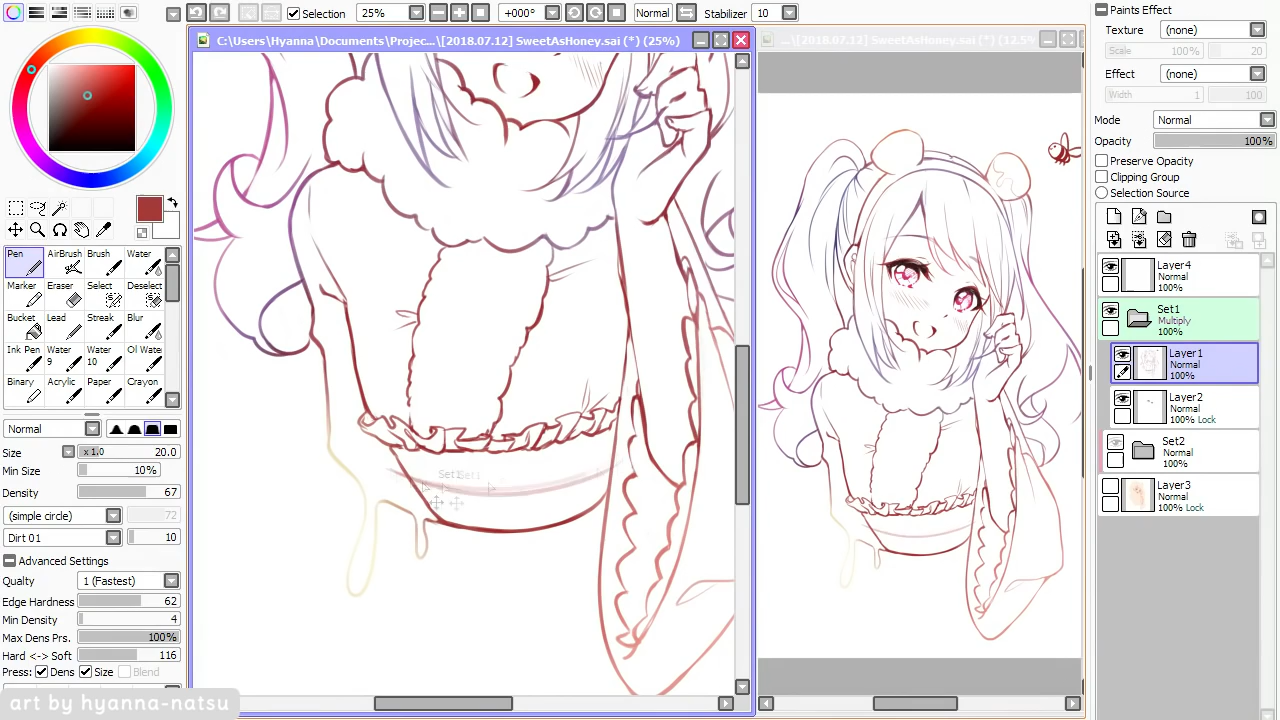 Selection
25%
+000°
Normal
Stabilizer
10
C:\Users\Hyanna\Documents\Projec...\[2018.07.12] SweetAsHoney.sai (*) (25%)
...\[2018.07.12] SweetAsHoney.sai (*) (12.5%
Pen
AirBrush
Brush
Water
Marker
Eraser
Select
Deselect
Bucket
Lead
Streak
Blur
Ink Pen
Water 9
Water 10
Oil Water
Binary
Acrylic
Paper
Crayon
Normal
Size
x 1.0
20.0
Min Size
10%
Density
67
(simple circle)
72
Dirt 01
10
Advanced Settings
Quality
1 (Fastest)
Edge Hardness
62
Min Density
4
Max Dens Prs.
100%
Hard <-> Soft
116
Press:
Dens
Size
Blend
art by hyanna-natsu
Set1
Set1
Paints Effect
Texture
(none)
Scale
100%
20
Effect
(none)
Width
1
100
Mode
Normal
Opacity
100%
Preserve Opacity
Clipping Group
Selection Source
Layer4
Normal
100%
Set1
Multiply
100%
Layer1
Normal
100%
Layer2
Normal
100% Lock
Set2
Normal
100%
Layer3
Normal
100% Lock